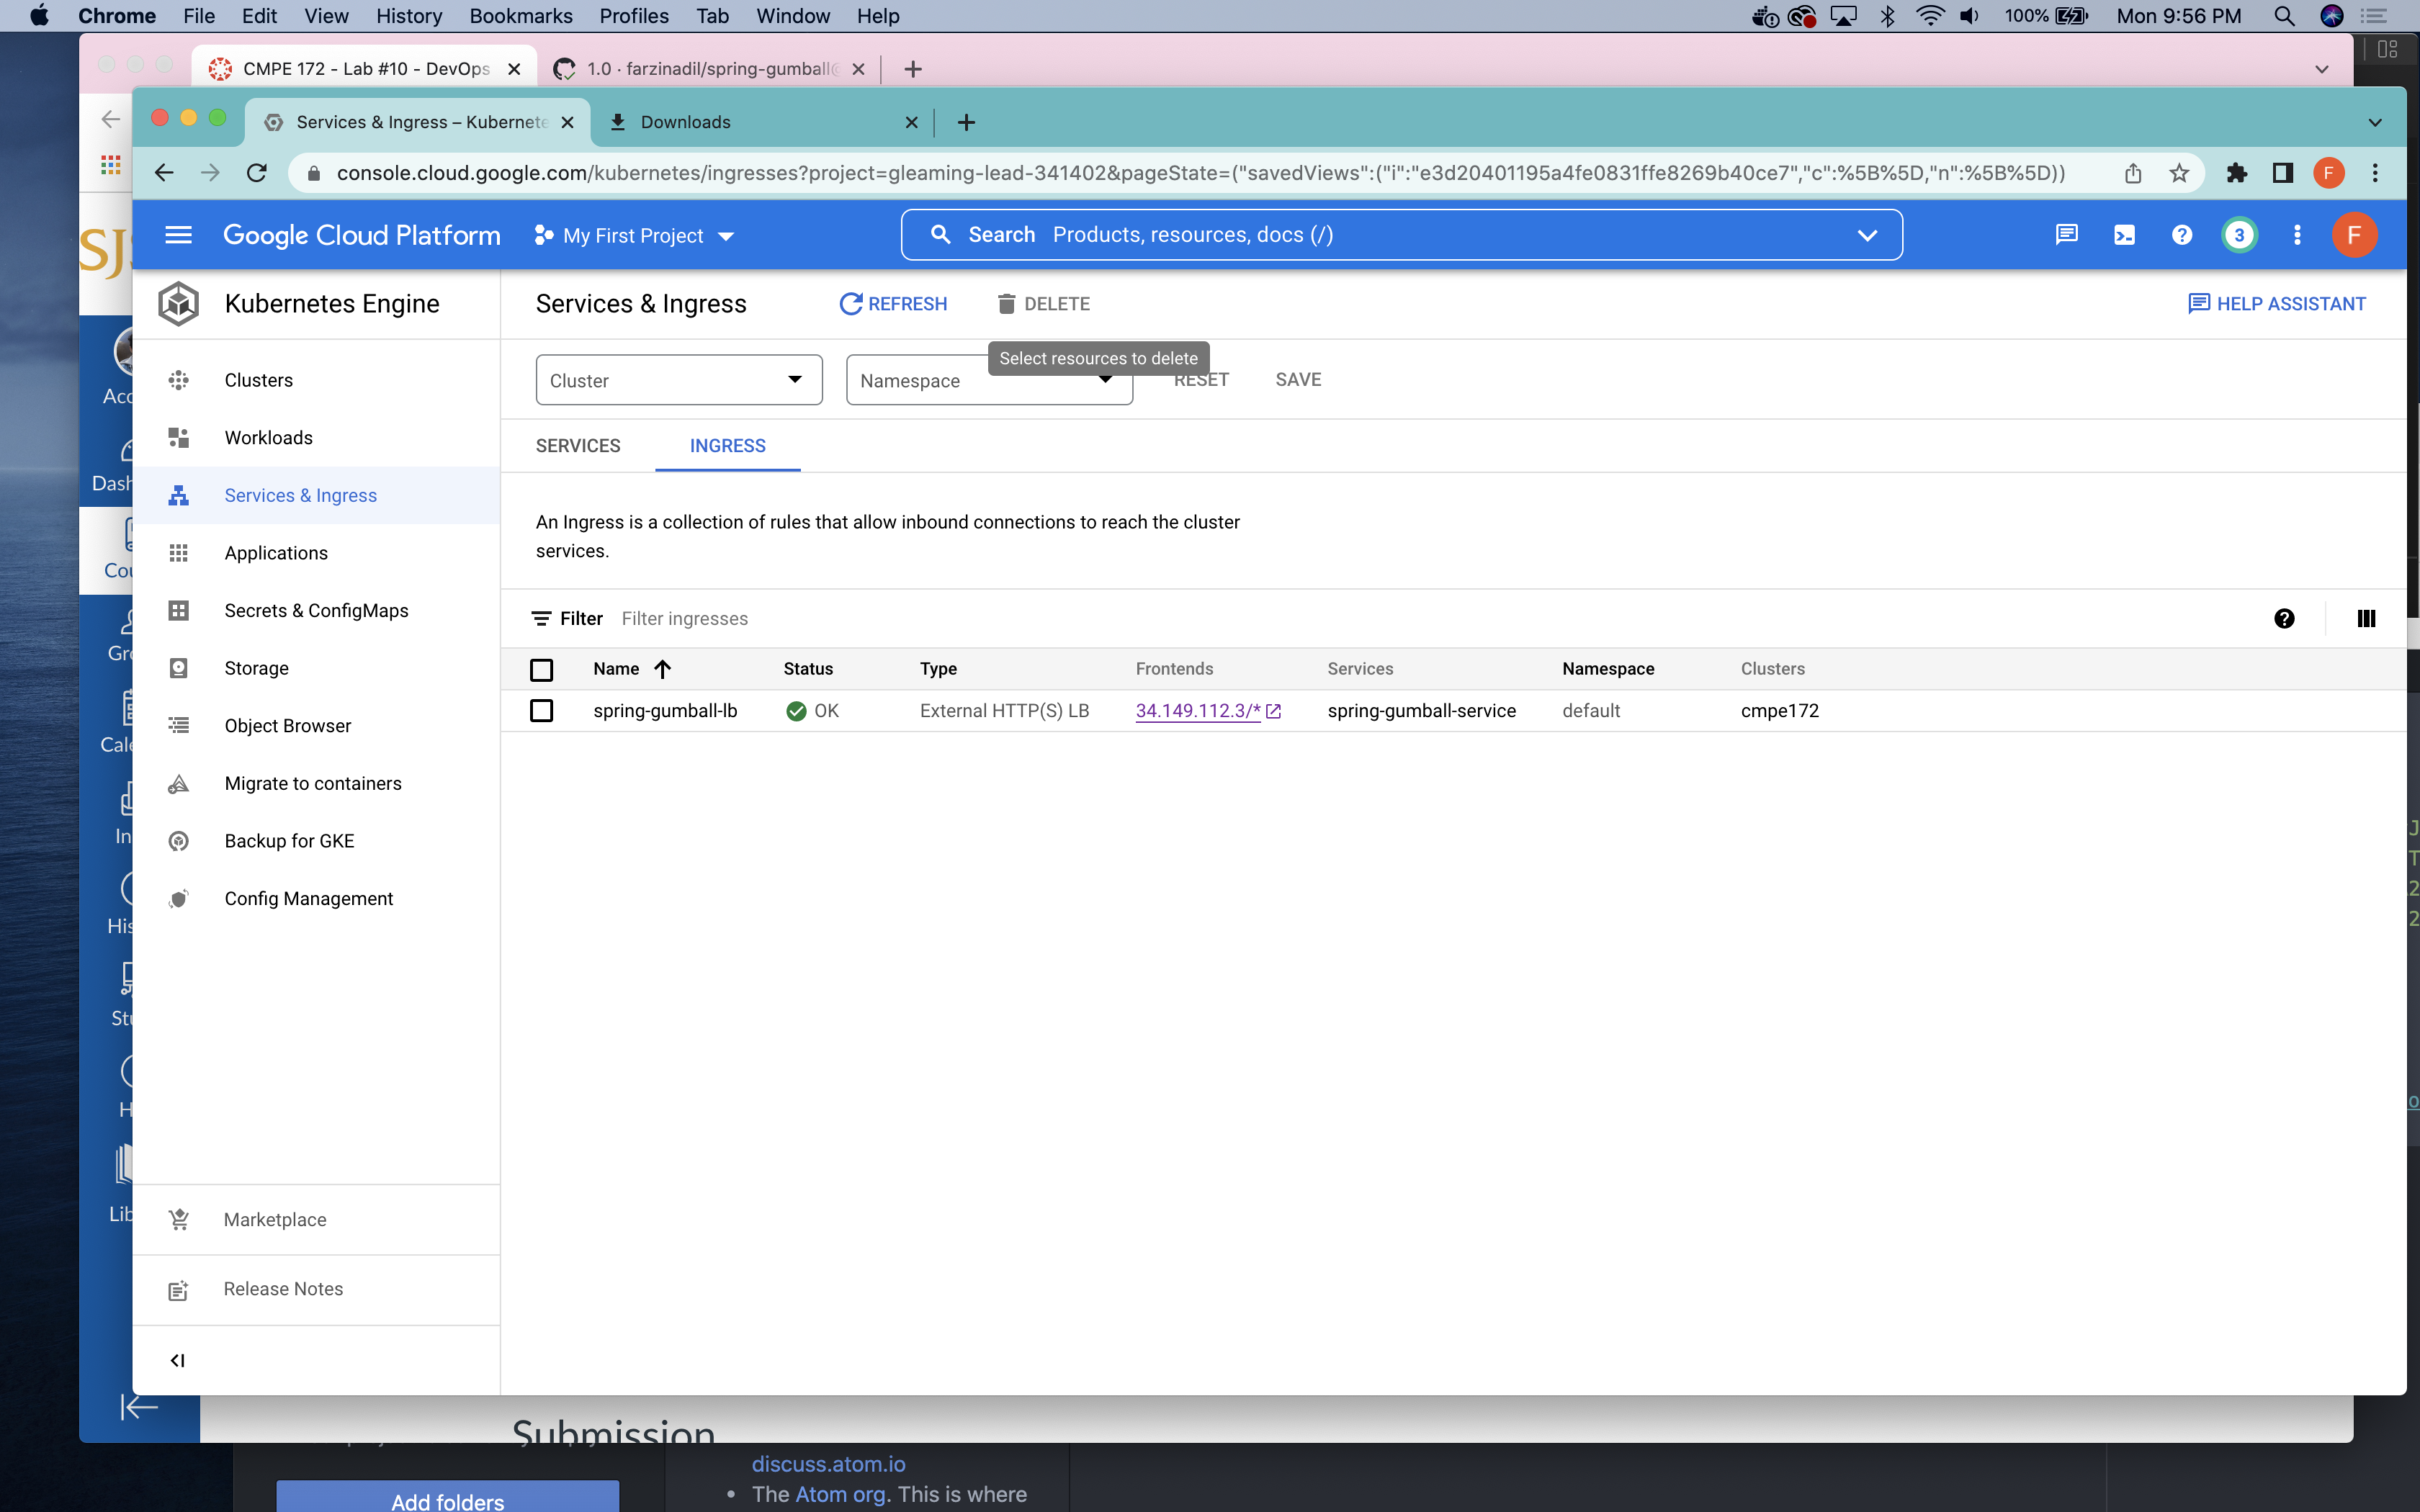 Chrome File Edit View History Bookmarks Profiles Tab Window Help 100% Mon 9:56 PM
CMPE 172 - Lab #10 - DevOps 1.0 · farzinadil/spring-gumball
Services & Ingress – Kubernete Downloads
console.cloud.google.com/kubernetes/ingresses?project=gleaming-lead-341402&pageState=("savedViews":("i":"e3d20401195a4fe0831ffe8269b40ce7","c":%5B%5D,"n":%5B%5D)) F
SJ
Google Cloud Platform My First Project Search Products, resources, docs (/) ? 3 F
Kubernetes Engine Services & Ingress REFRESH DELETE HELP ASSISTANT
Select resources to delete
Cluster Namespace RESET SAVE
Clusters
Workloads
Services & Ingress
Applications
Secrets & ConfigMaps
Storage
Object Browser
Migrate to containers
Backup for GKE
Config Management
Marketplace
Release Notes
SERVICES INGRESS
An Ingress is a collection of rules that allow inbound connections to reach the cluster
services.
Filter Filter ingresses
Name Status Type Frontends Services Namespace Clusters
spring-gumball-lb OK External HTTP(S) LB 34.149.112.3/* spring-gumball-service default cmpe172
Acc
Dash
Cou
Gro
Cale
In
His
Stu
H
Lib
J
T
2
2
Submission
discuss.atom.io
• The Atom org. This is where
Add folders